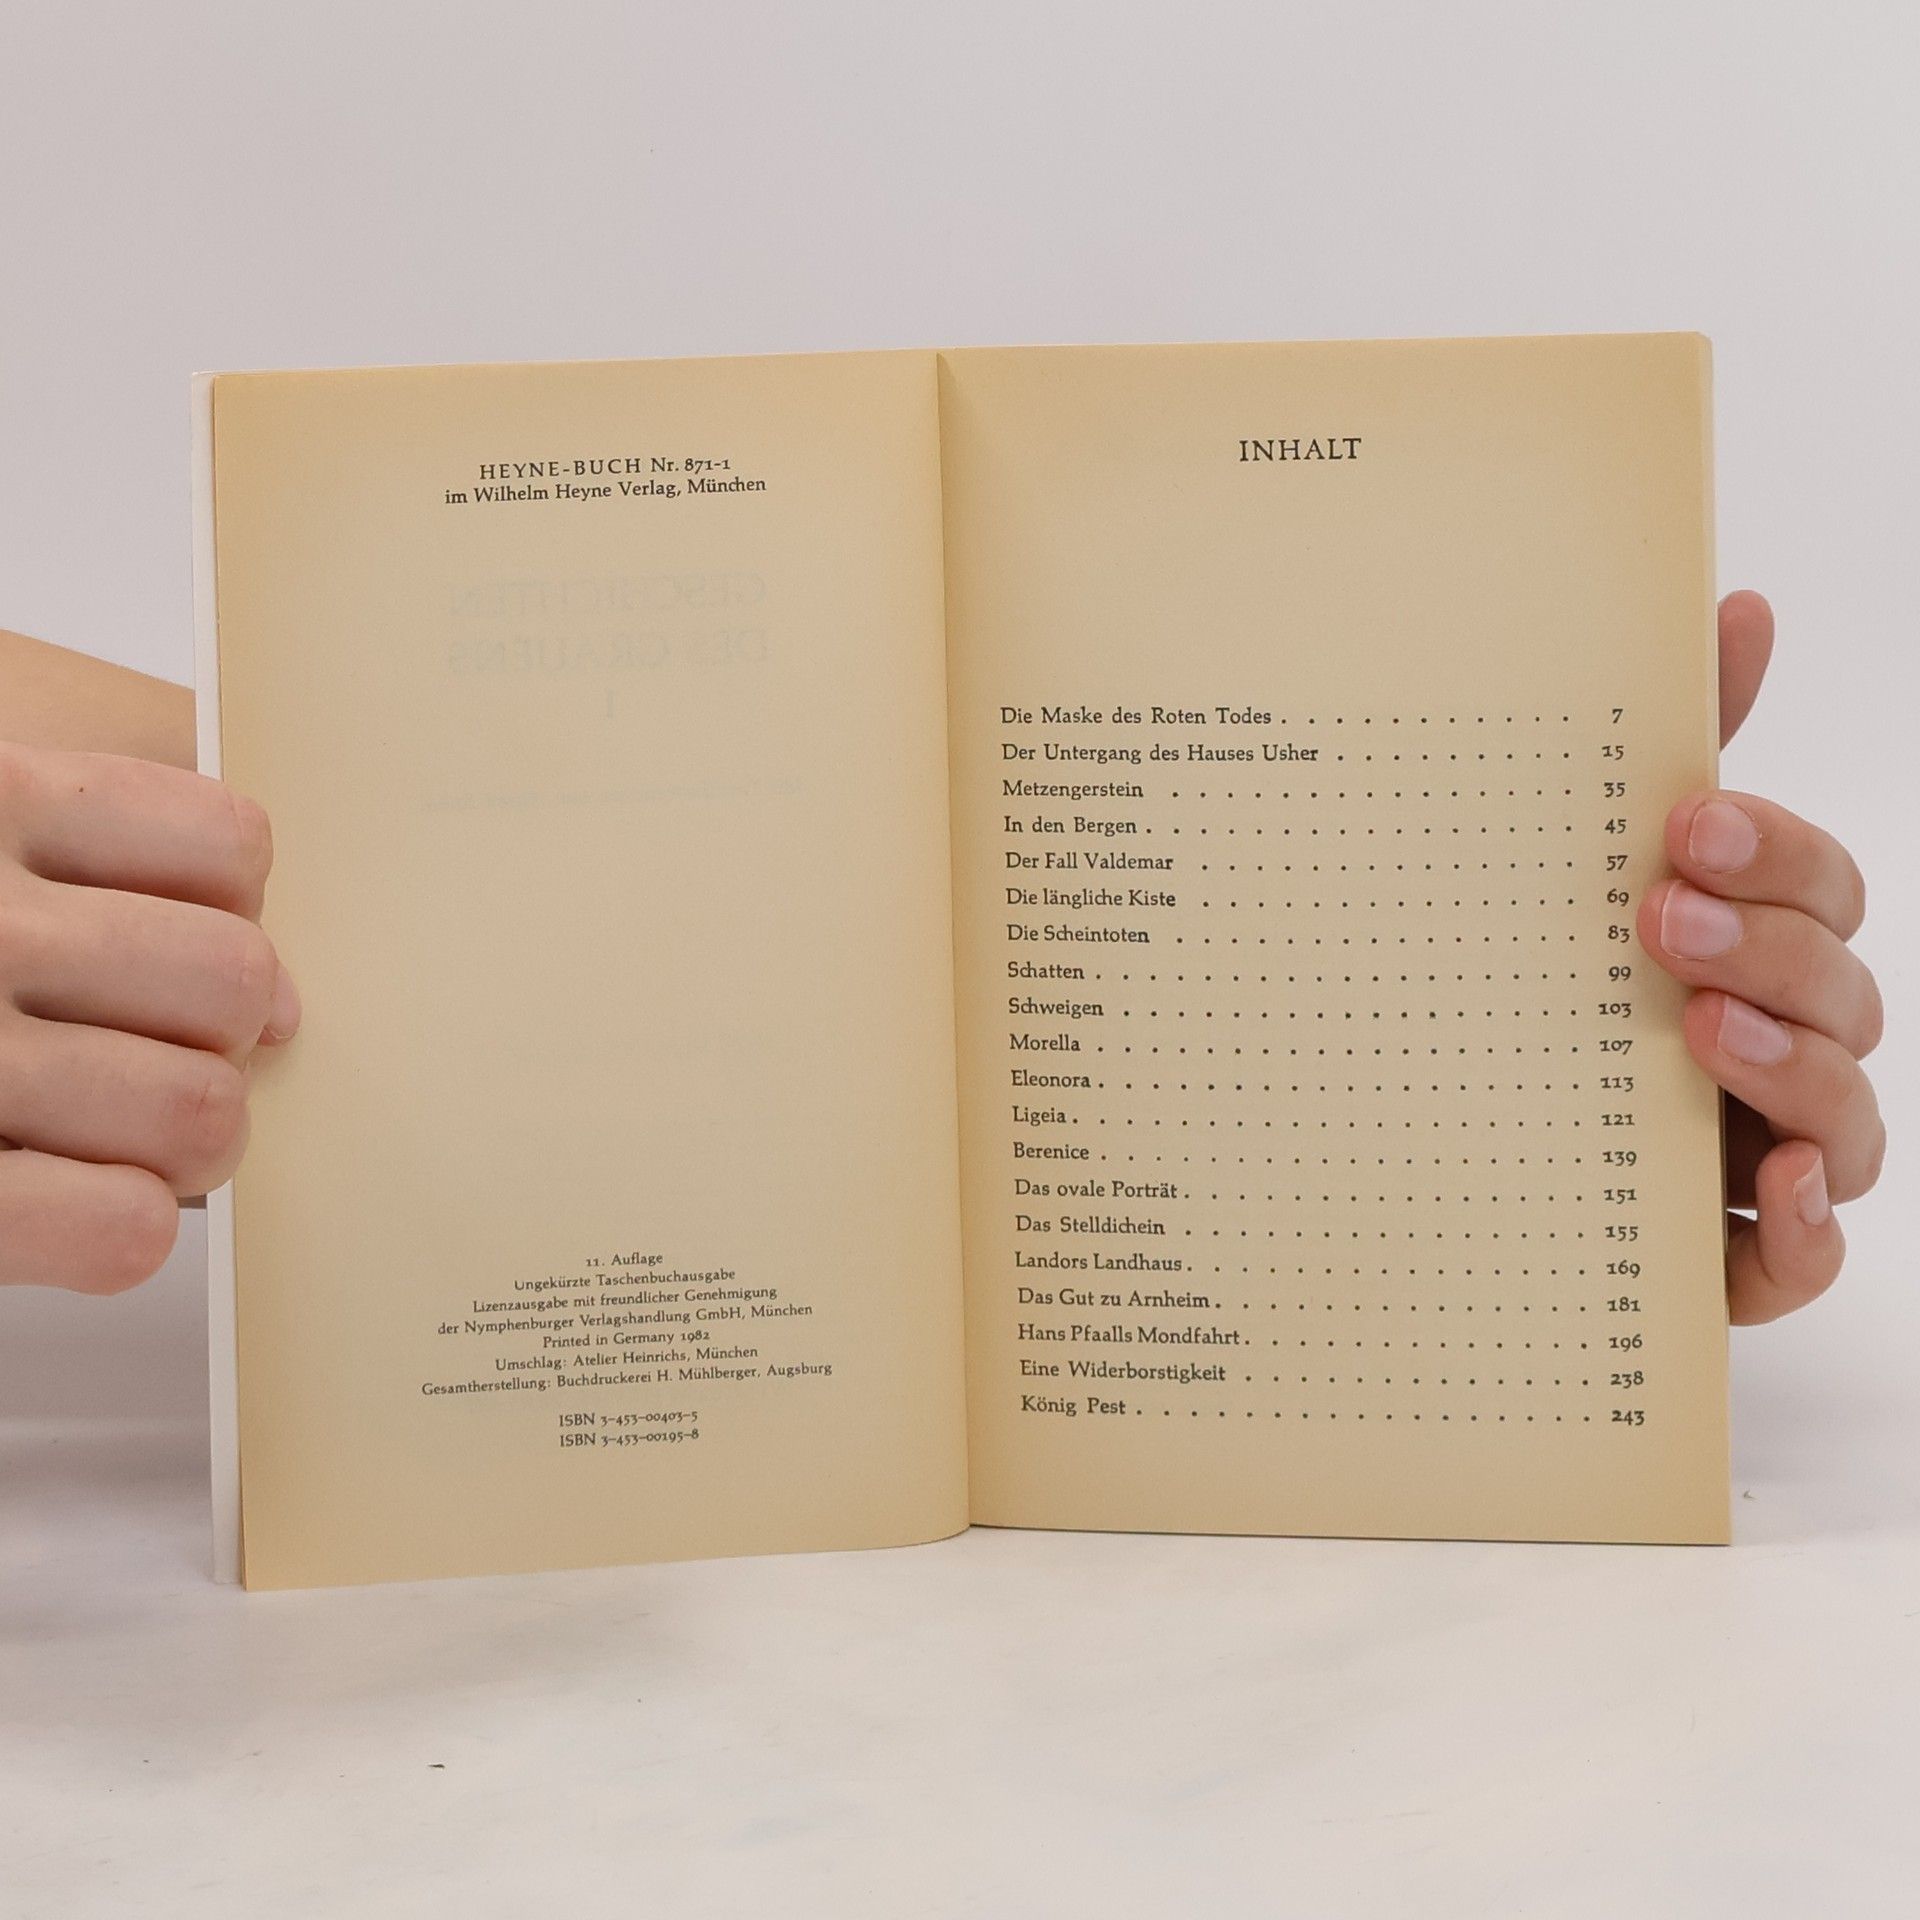 HEYNE-BUCH Nr. 871-1
im Wilhelm Heyne Verlag, München
GESCHICHTEN
DES GRAUENS
I
11. Auflage
Ungekürzte Taschenbuchausgabe
Lizenzausgabe mit freundlicher Genehmigung
der Nymphenburger Verlagshandlung GmbH, München
Printed in Germany 1982
Umschlag: Atelier Heinrichs, München
Gesamtherstellung: Buchdruckerei H. Mühlberger, Augsburg
ISBN 3-453-00403-5
ISBN 3-453-00195-8
INHALT
Die Maske des Roten Todes . . . . . . . . . . . 7
Der Untergang des Hauses Usher . . . . . . . . . 15
Metzengerstein . . . . . . . . . . . . . . . 35
In den Bergen . . . . . . . . . . . . . . . . 45
Der Fall Valdemar . . . . . . . . . . . . . . 57
Die längliche Kiste . . . . . . . . . . . . . . 69
Die Scheintoten . . . . . . . . . . . . . . . 83
Schatten . . . . . . . . . . . . . . . . . . 99
Schweigen . . . . . . . . . . . . . . . . . 103
Morella . . . . . . . . . . . . . . . . . . 107
Eleonora . . . . . . . . . . . . . . . . . . 113
Ligeia . . . . . . . . . . . . . . . . . . . 121
Berenice . . . . . . . . . . . . . . . . . . 139
Das ovale Porträt . . . . . . . . . . . . . . . 151
Das Stelldichein . . . . . . . . . . . . . . . 155
Landors Landhaus . . . . . . . . . . . . . . . 169
Das Gut zu Arnheim . . . . . . . . . . . . . . 181
Hans Pfaalls Mondfahrt . . . . . . . . . . . . . 196
Eine Widerborstigkeit . . . . . . . . . . . . . 238
König Pest . . . . . . . . . . . . . . . . . 243